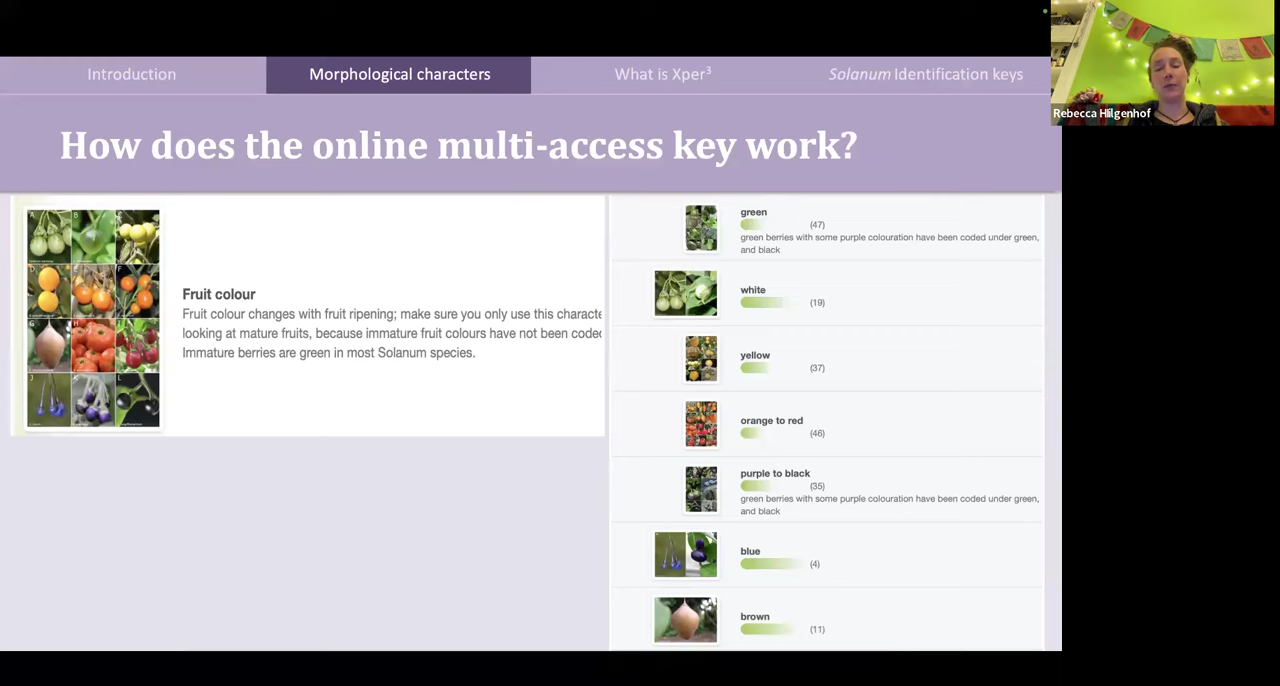 Introduction
Morphological characters
What is Xper³
Solanum Identification keys
Rebecca Hilgenhof
How does the online multi-access key work?
Fruit colour
Fruit colour changes with fruit ripening; make sure you only use this characte
looking at mature fruits, because immature fruit colours have not been coded
Immature berries are green in most Solanum species.
green
(47)
green berries with some purple colouration have been coded under green,
and black
white
(19)
yellow
(37)
orange to red
(46)
purple to black
(35)
green berries with some purple colouration have been coded under green,
and black
blue
(4)
brown
(11)